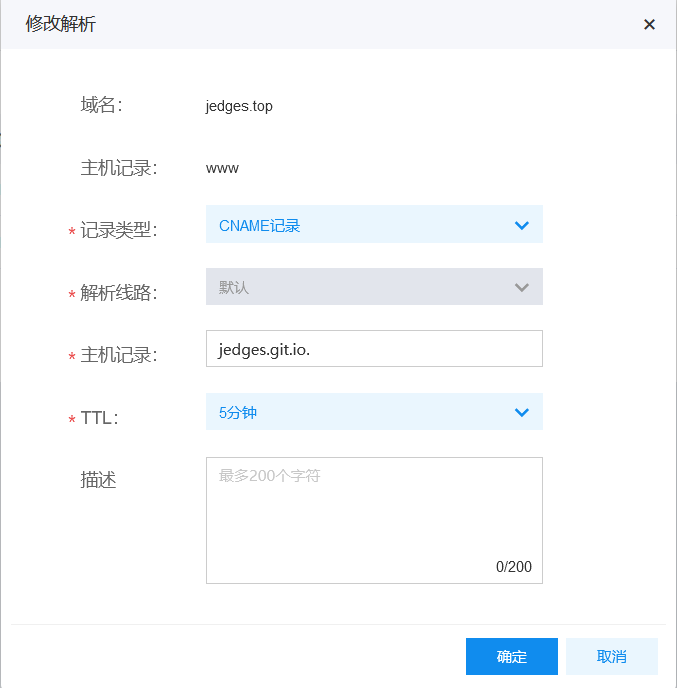 修改解析
域名：
jedges.top
主机记录：
www
* 记录类型：
CNAME记录
* 解析线路：
默认
* 主机记录：
jedges.git.io.
* TTL：
5分钟
描述
最多200个字符
0/200
确定
取消